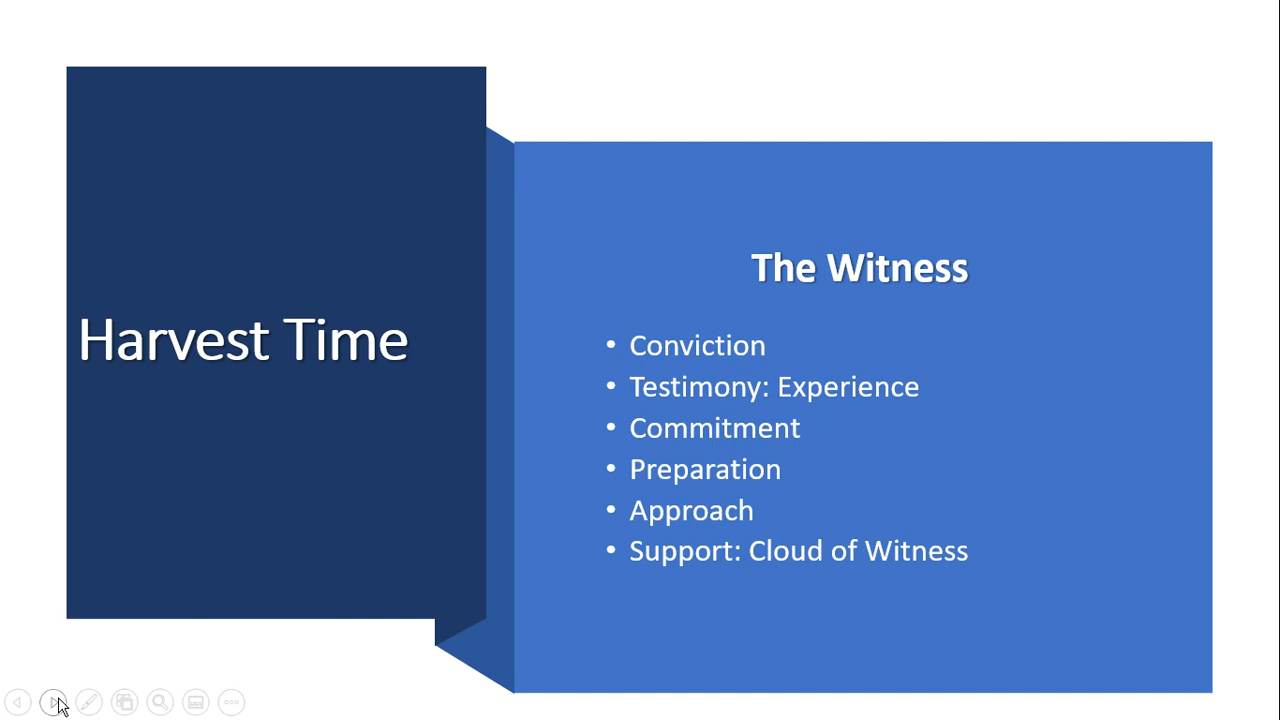 Harvest Time
The Witness
• Conviction
• Testimony: Experience
• Commitment
• Preparation
• Approach
• Support: Cloud of Witness